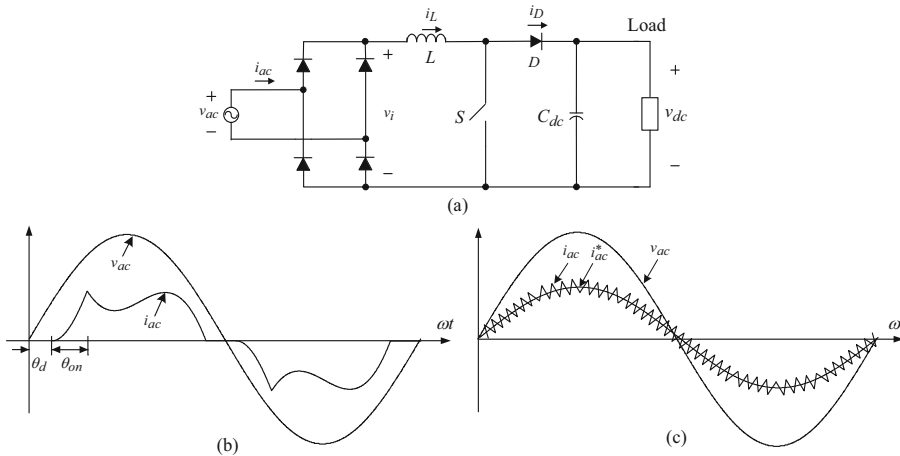 i_L
i_D
Load
L
D
i_ac
+
+
+
v_ac
v_i
S
C_dc
v_dc
−
−
−
(a)
v_ac
i_ac
ωt
θ_d
θ_on
(b)
i_ac
i*_ac
v_ac
ω
(c)